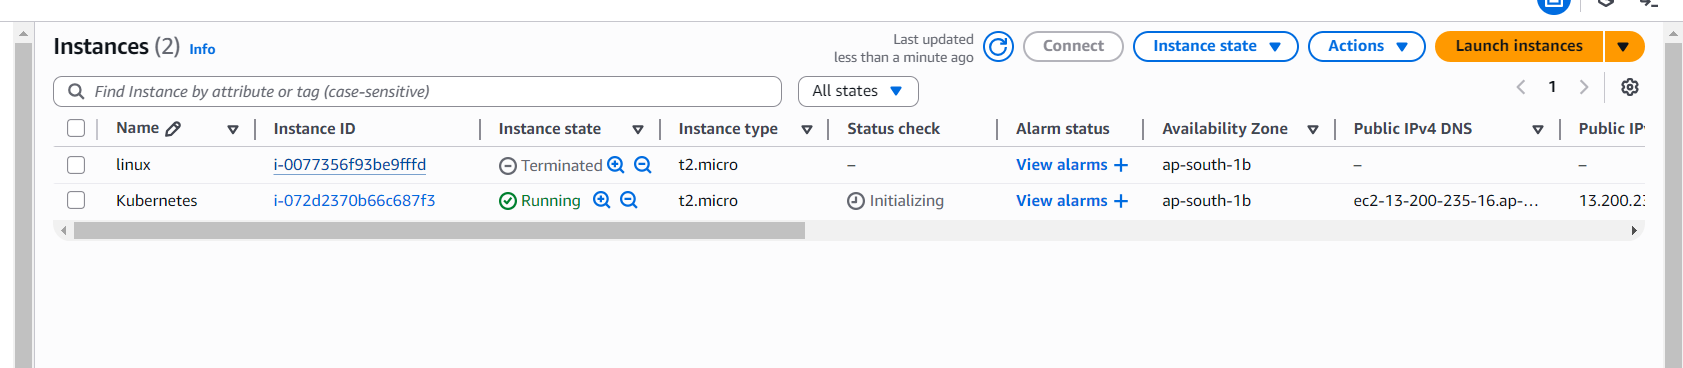 Instances (2) Info
Last updated
less than a minute ago
Connect
Instance state
Actions
Launch instances
Find Instance by attribute or tag (case-sensitive)
All states
1
Name Instance ID Instance state Instance type Status check Alarm status Availability Zone Public IPv4 DNS Public IP
linux i-0077356f93be9fffd Terminated t2.micro – View alarms + ap-south-1b – –
Kubernetes i-072d2370b66c687f3 Running t2.micro Initializing View alarms + ap-south-1b ec2-13-200-235-16.ap-... 13.200.23